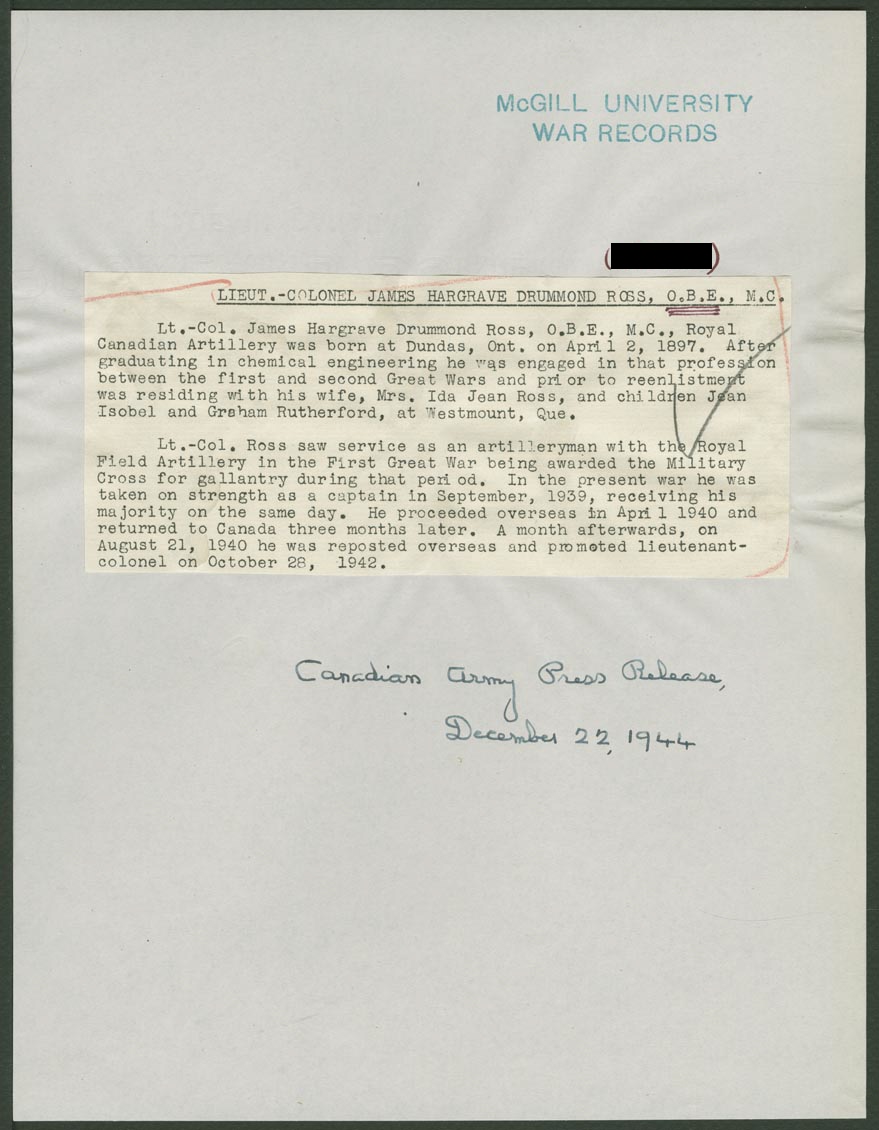 McGILL UNIVERSITY
WAR RECORDS
LIEUT.-COLONEL JAMES HARGRAVE DRUMMOND ROSS, O.B.E., M.C.
Lt.-Col. James Hargrave Drummond Ross, O.B.E., M.C., Royal
Canadian Artillery was born at Dundas, Ont. on April 2, 1897. After
graduating in chemical engineering he was engaged in that profession
between the first and second Great Wars and prior to reenlistment
was residing with his wife, Mrs. Ida Jean Ross, and children Jean
Isobel and Graham Rutherford, at Westmount, Que.
Lt.-Col. Ross saw service as an artilleryman with the Royal
Field Artillery in the First Great War being awarded the Military
Cross for gallantry during that period. In the present war he was
taken on strength as a captain in September, 1939, receiving his
majority on the same day. He proceeded overseas in April 1940 and
returned to Canada three months later. A month afterwards, on
August 21, 1940 he was reposted overseas and promoted lieutenant-
colonel on October 28, 1942.
Canadian Army Press Release,
December 22, 1944